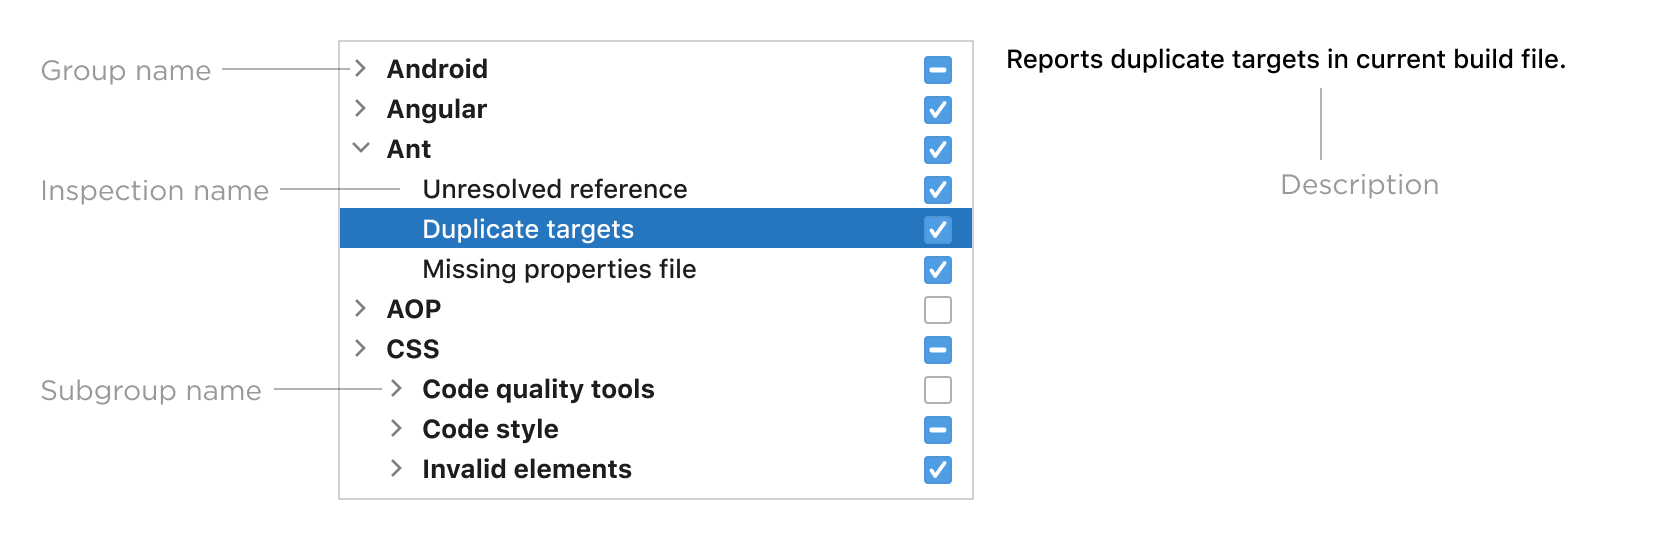 Group name
Android
Reports duplicate targets in current build file.
Angular
Ant
Description
Inspection name
Unresolved reference
Duplicate targets
Missing properties file
AOP
CSS
Subgroup name
Code quality tools
Code style
Invalid elements